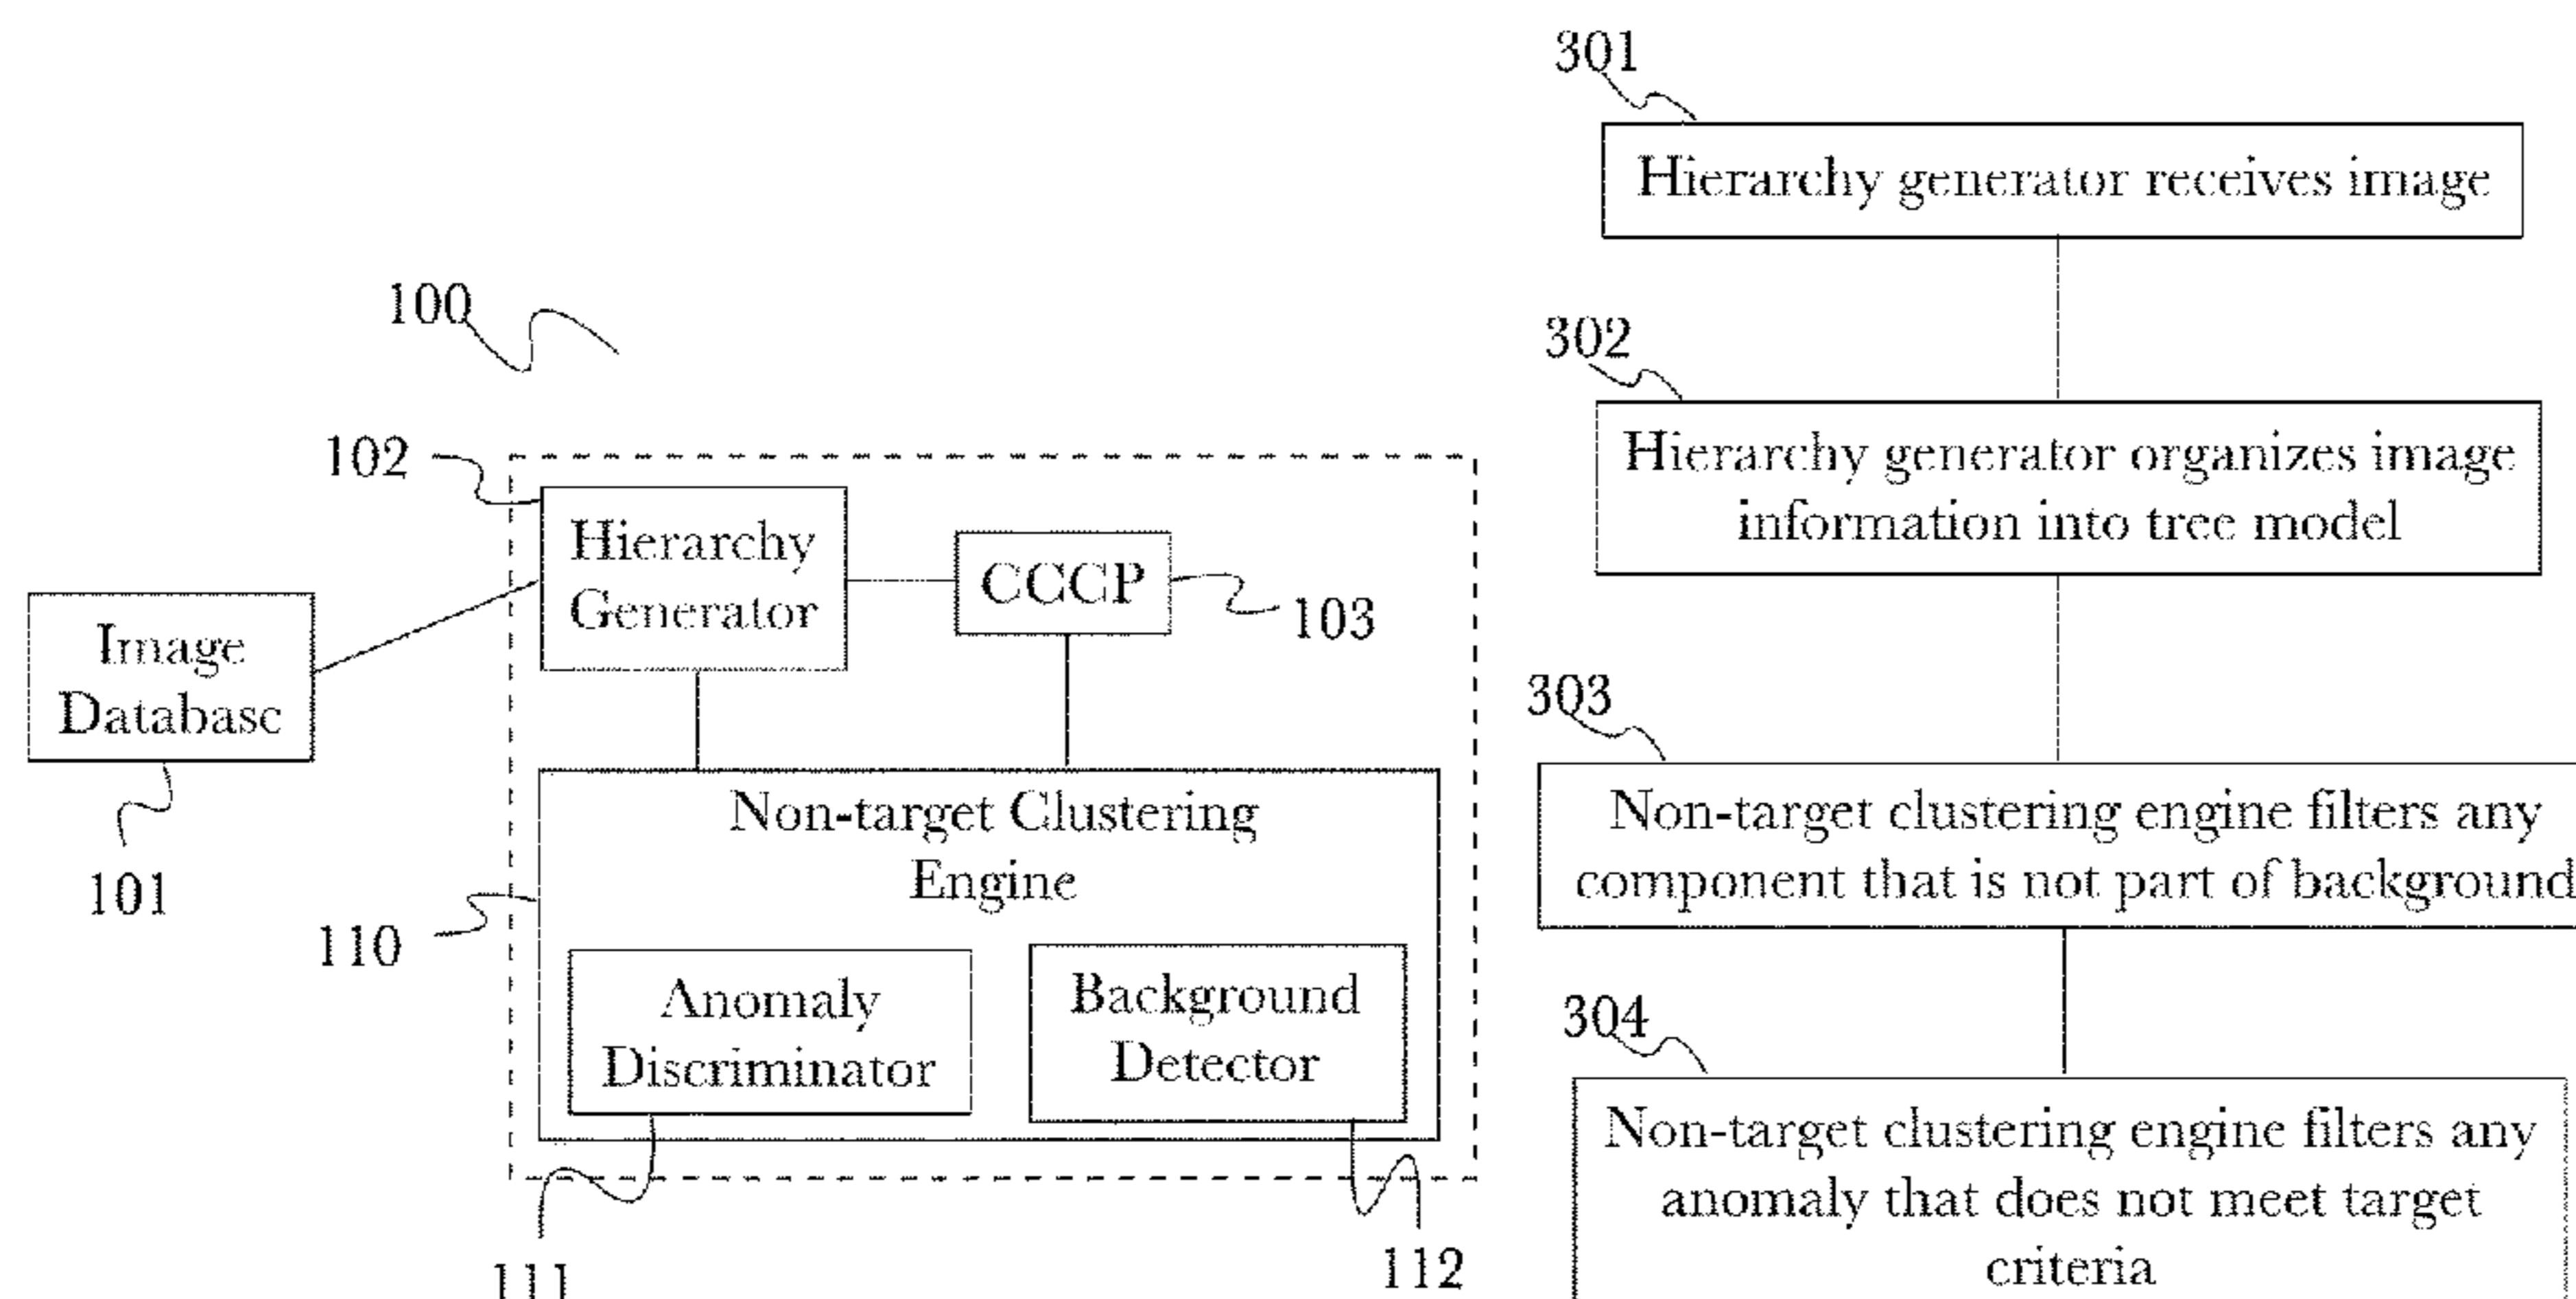 100
102
Hierarchy
Generator
CCCP
103
Image
Database
101
Non-target Clustering
Engine
110
Anomaly
Discriminator
Background
Detector
111
112
301
Hierarchy generator receives image
302
Hierarchy generator organizes image
information into tree model
303
Non-target clustering engine filters any
component that is not part of background
304
Non-target clustering engine filters any
anomaly that does not meet target
criteria